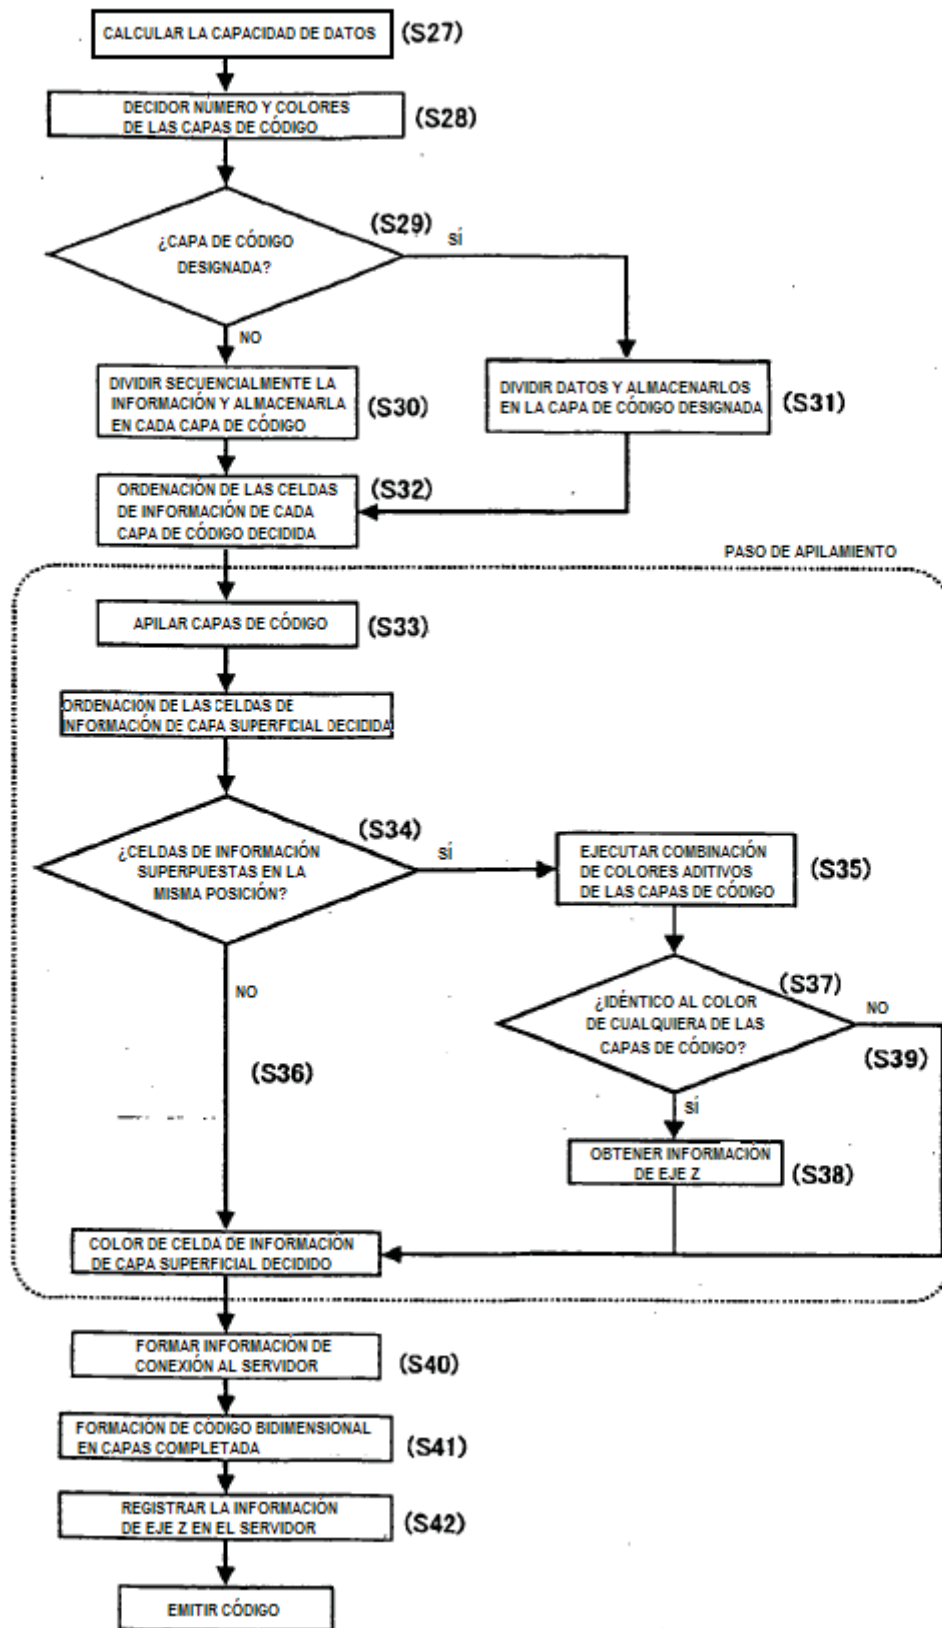 CALCULAR LA CAPACIDAD DE DATOS
(S27)
DECIDOR NÚMERO Y COLORES
DE LAS CAPAS DE CÓDIGO
(S28)
¿CAPA DE CÓDIGO
DESIGNADA?
(S29)
SÍ
NO
DIVIDIR SECUENCIALMENTE LA
INFORMACIÓN Y ALMACENARLA
EN CADA CAPA DE CÓDIGO
(S30)
DIVIDIR DATOS Y ALMACENARLOS
EN LA CAPA DE CÓDIGO DESIGNADA
(S31)
ORDENACIÓN DE LAS CELDAS
DE INFORMACIÓN DE CADA
CAPA DE CÓDIGO DECIDIDA
(S32)
PASO DE APILAMIENTO
APILAR CAPAS DE CÓDIGO
(S33)
ORDENACIÓN DE LAS CELDAS DE
INFORMACIÓN DE CAPA SUPERFICIAL DECIDIDA
¿CELDAS DE INFORMACIÓN
SUPERPUESTAS EN LA
MISMA POSICIÓN?
(S34)
SÍ
EJECUTAR COMBINACIÓN
DE COLORES ADITIVOS
DE LAS CAPAS DE CÓDIGO
(S35)
NO
(S36)
¿IDÉNTICO AL COLOR
DE CUALQUIERA DE LAS
CAPAS DE CÓDIGO?
(S37)
NO
(S39)
SÍ
OBTENER INFORMACIÓN
DE EJE Z
(S38)
COLOR DE CELDA DE INFORMACIÓN
DE CAPA SUPERFICIAL DECIDIDO
FORMAR INFORMACIÓN DE
CONEXIÓN AL SERVIDOR
(S40)
FORMACIÓN DE CÓDIGO BIDIMENSIONAL
EN CAPAS COMPLETADA
(S41)
REGISTRAR LA INFORMACIÓN
DE EJE Z EN EL SERVIDOR
(S42)
EMITIR CÓDIGO